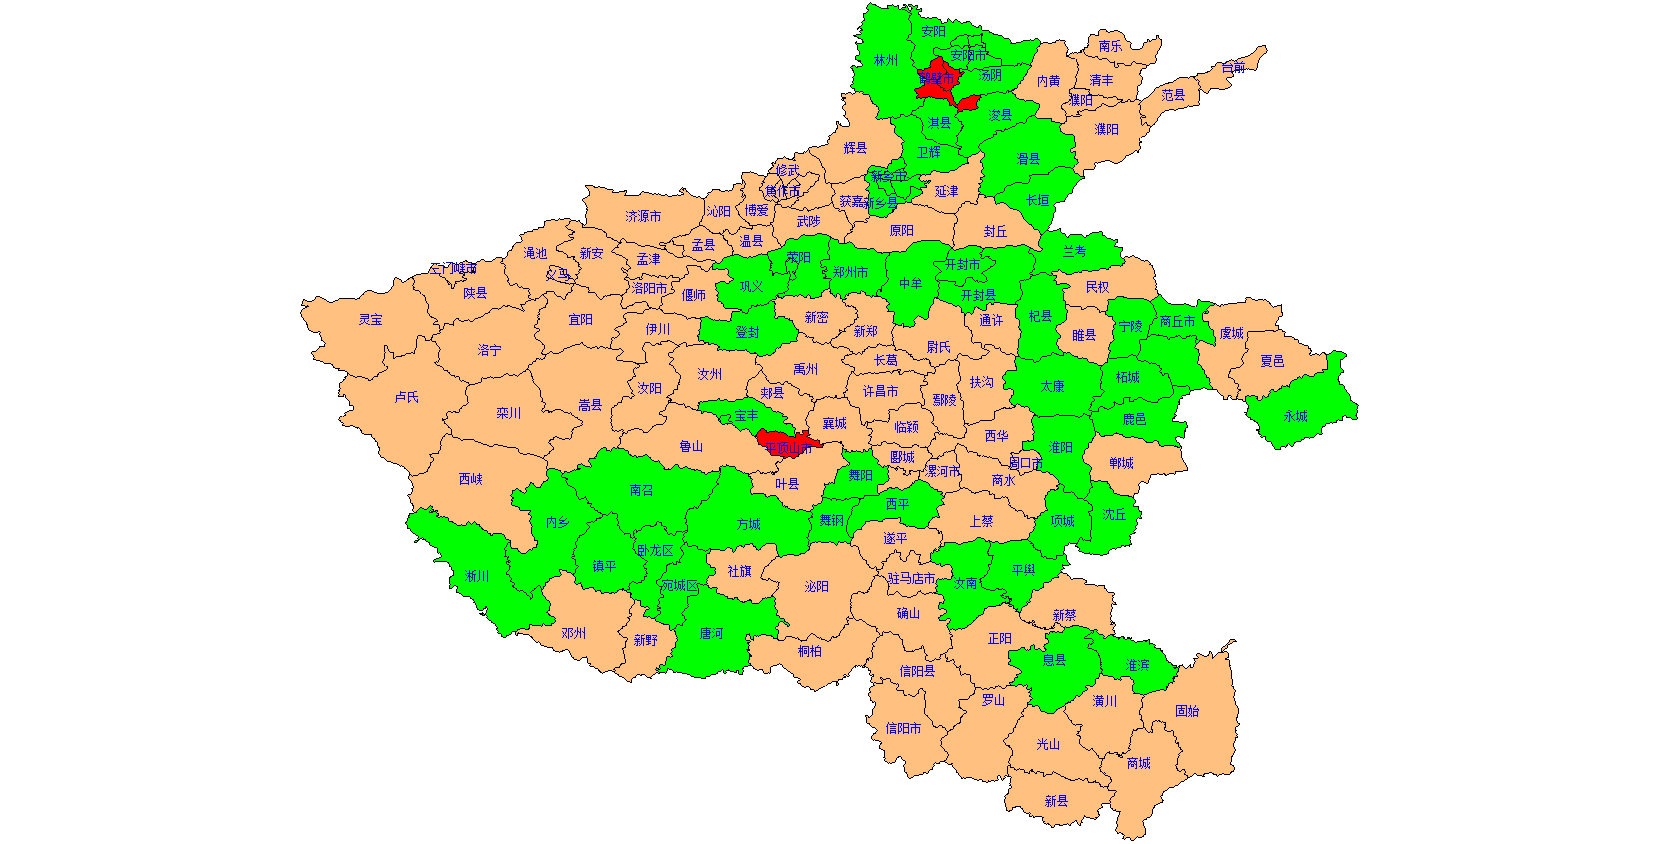 安阳
南乐
林州
安阳市
台前
汤阴
鹤壁市
内黄
清丰
范县
濮阳
浚县
淇县
濮阳
辉县
卫辉
滑县
修武
新乡市
焦作市
延津
长垣
获嘉
新乡县
沁阳
博爱
济源市
武陟
原阳
封丘
温县
孟县
兰考
渑池
新安
孟津
荥阳
开封市
三门峡市
义马
郑州市
陕县
洛阳市
偃师
巩义
中牟
开封县
民权
灵宝
宜阳
伊川
登封
新密
新郑
通许
杞县
宁陵
商丘市
睢县
虞城
洛宁
尉氏
长葛
夏邑
汝州
禹州
汝阳
太康
柘城
扶沟
卢氏
郏县
许昌市
鄢陵
栾川
嵩县
宝丰
襄城
临颍
鹿邑
永城
西华
鲁山
平顶山市
淮阳
郾城
周口市
郸城
西峡
叶县
舞阳
漯河市
商水
南召
西平
内乡
方城
舞钢
上蔡
项城
沈丘
遂平
卧龙区
镇平
社旗
平舆
淅川
宛城区
泌阳
驻马店市
汝南
确山
新蔡
邓州
新野
唐河
正阳
桐柏
息县
淮滨
信阳县
罗山
潢川
固始
信阳市
光山
商城
新县